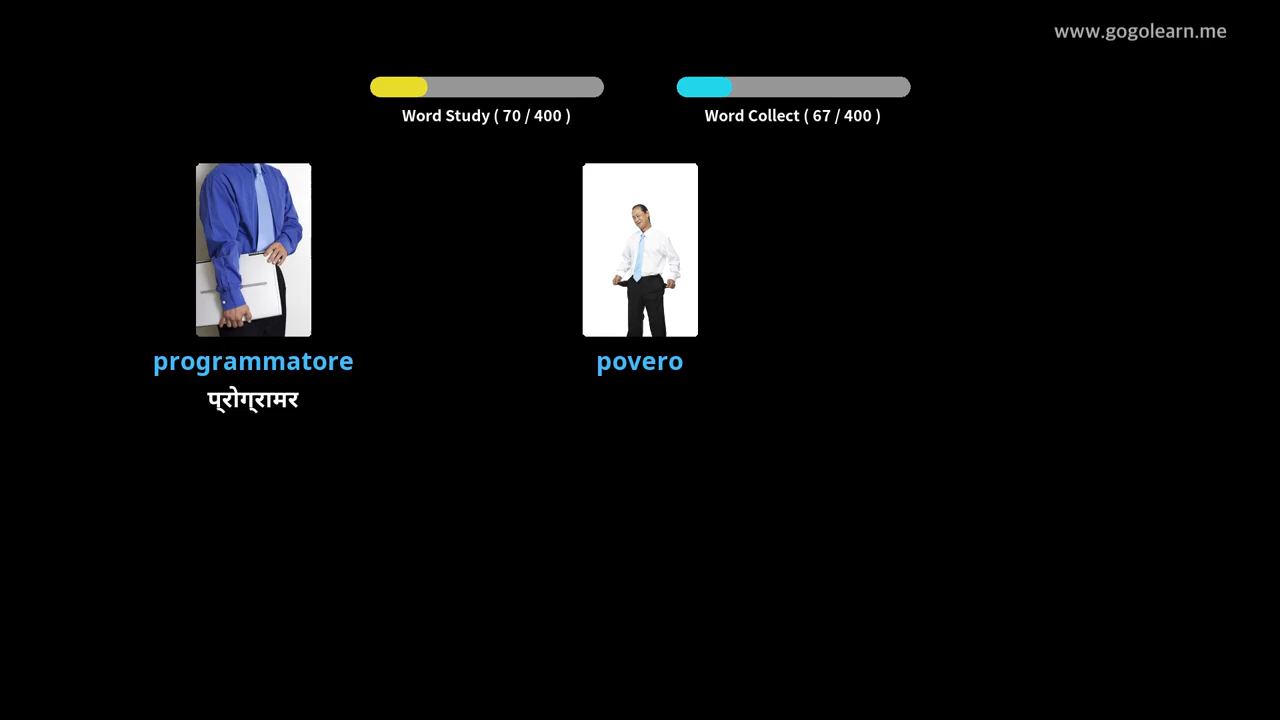 www.gogolearn.me
Word Study ( 70 / 400 )
Word Collect ( 67 / 400 )
programmatore
povero
प्रोग्रामर